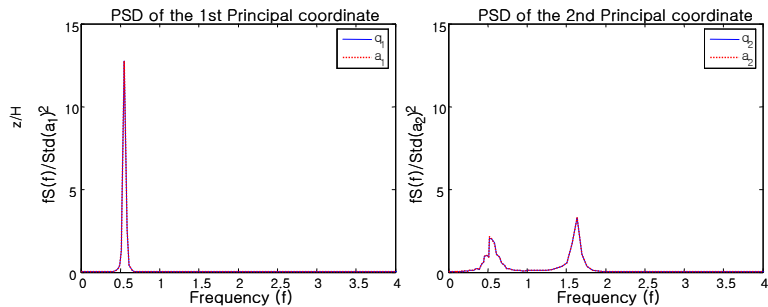 PSD of the 1st Principal coordinate
15
10
5
0
z/H
fS(f)/Std(a1)^2
q1
a1
0 0.5 1 1.5 2 2.5 3 3.5 4
Frequency (f)
PSD of the 2nd Principal coordinate
15
10
5
0
fS(f)/Std(a2)^2
q2
a2
0 0.5 1 1.5 2 2.5 3 3.5 4
Frequency (f)